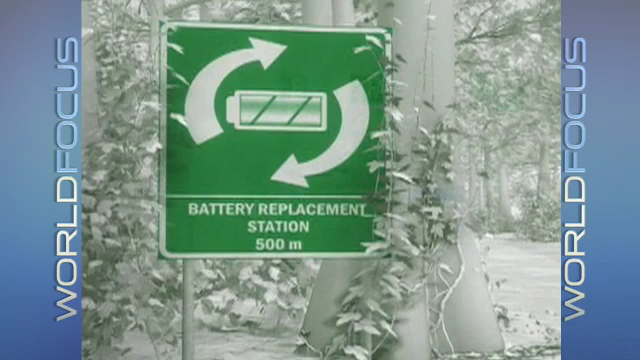 WORLDFOCUS
BATTERY REPLACEMENT
STATION
500 m
WORLDFOCUS